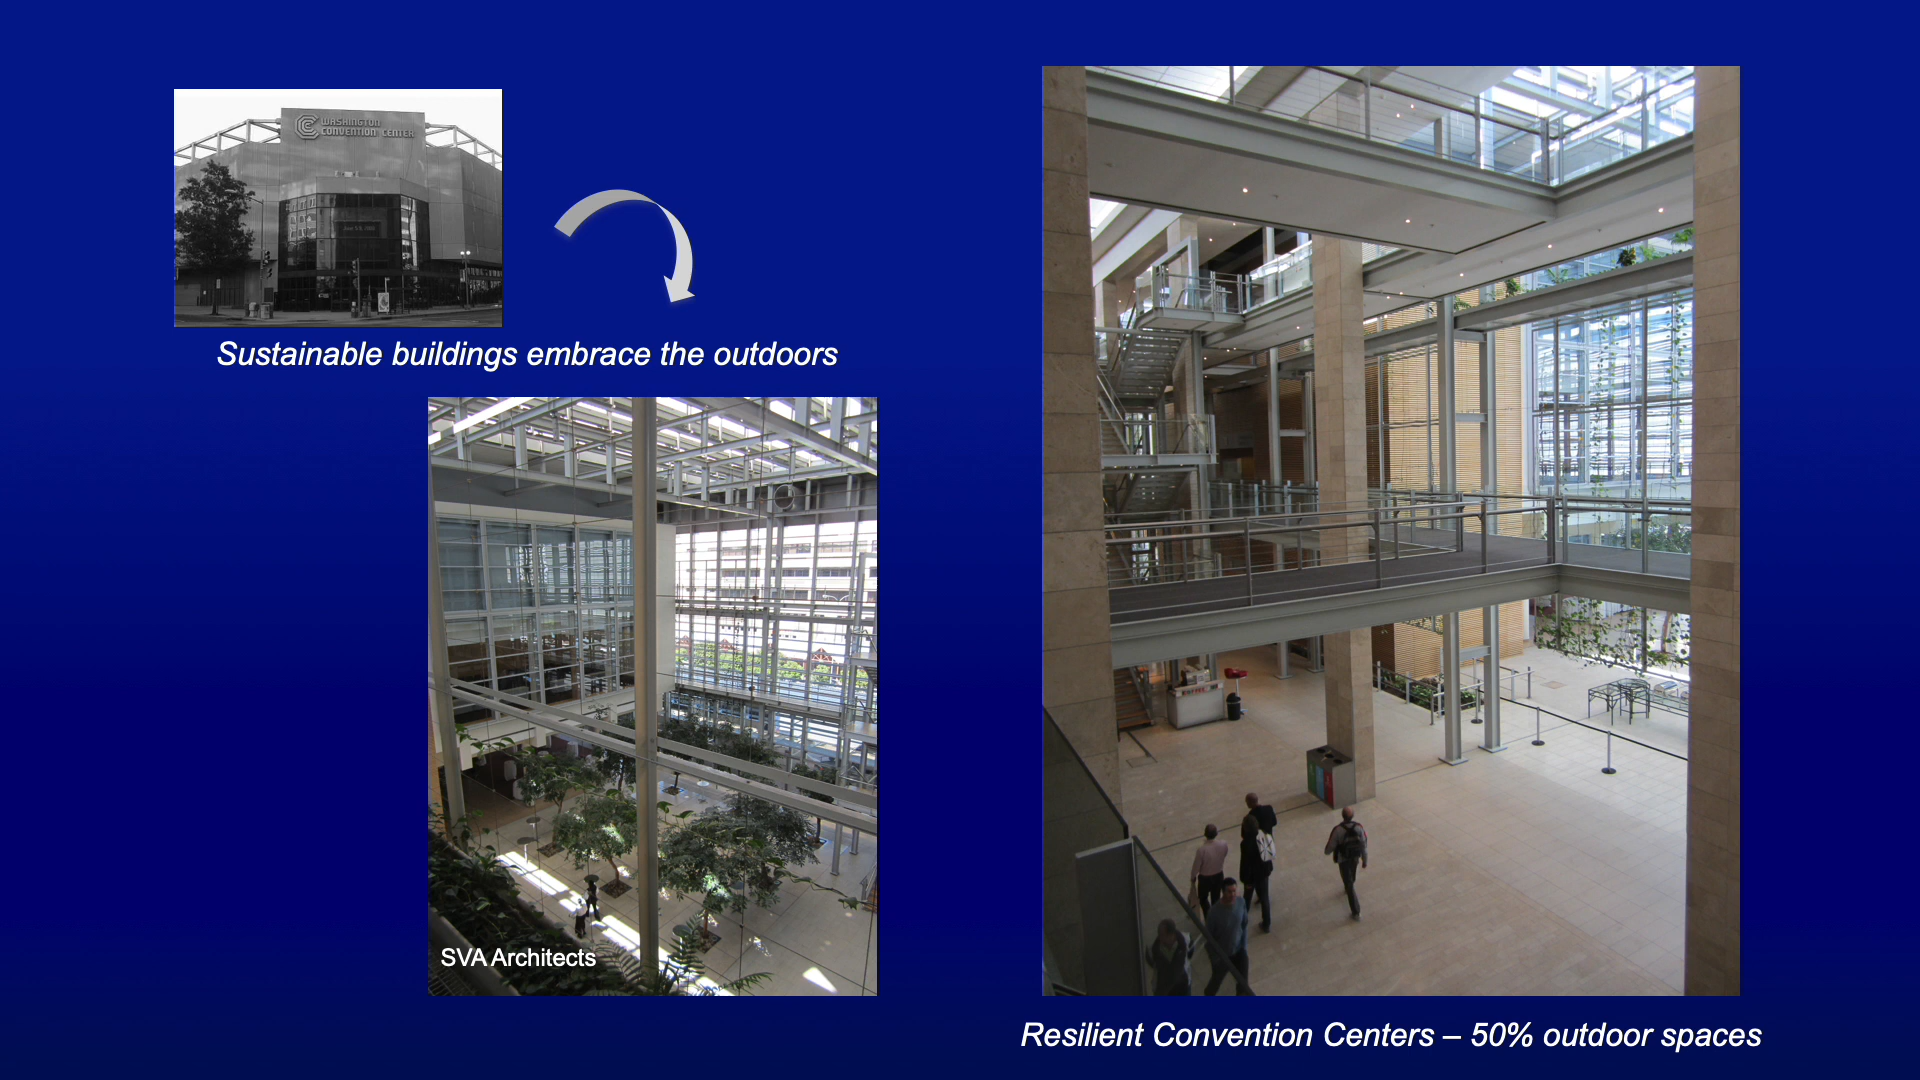 WASHINGTON
CONVENTION CENTER
Sustainable buildings embrace the outdoors
SVA Architects
Resilient Convention Centers – 50% outdoor spaces